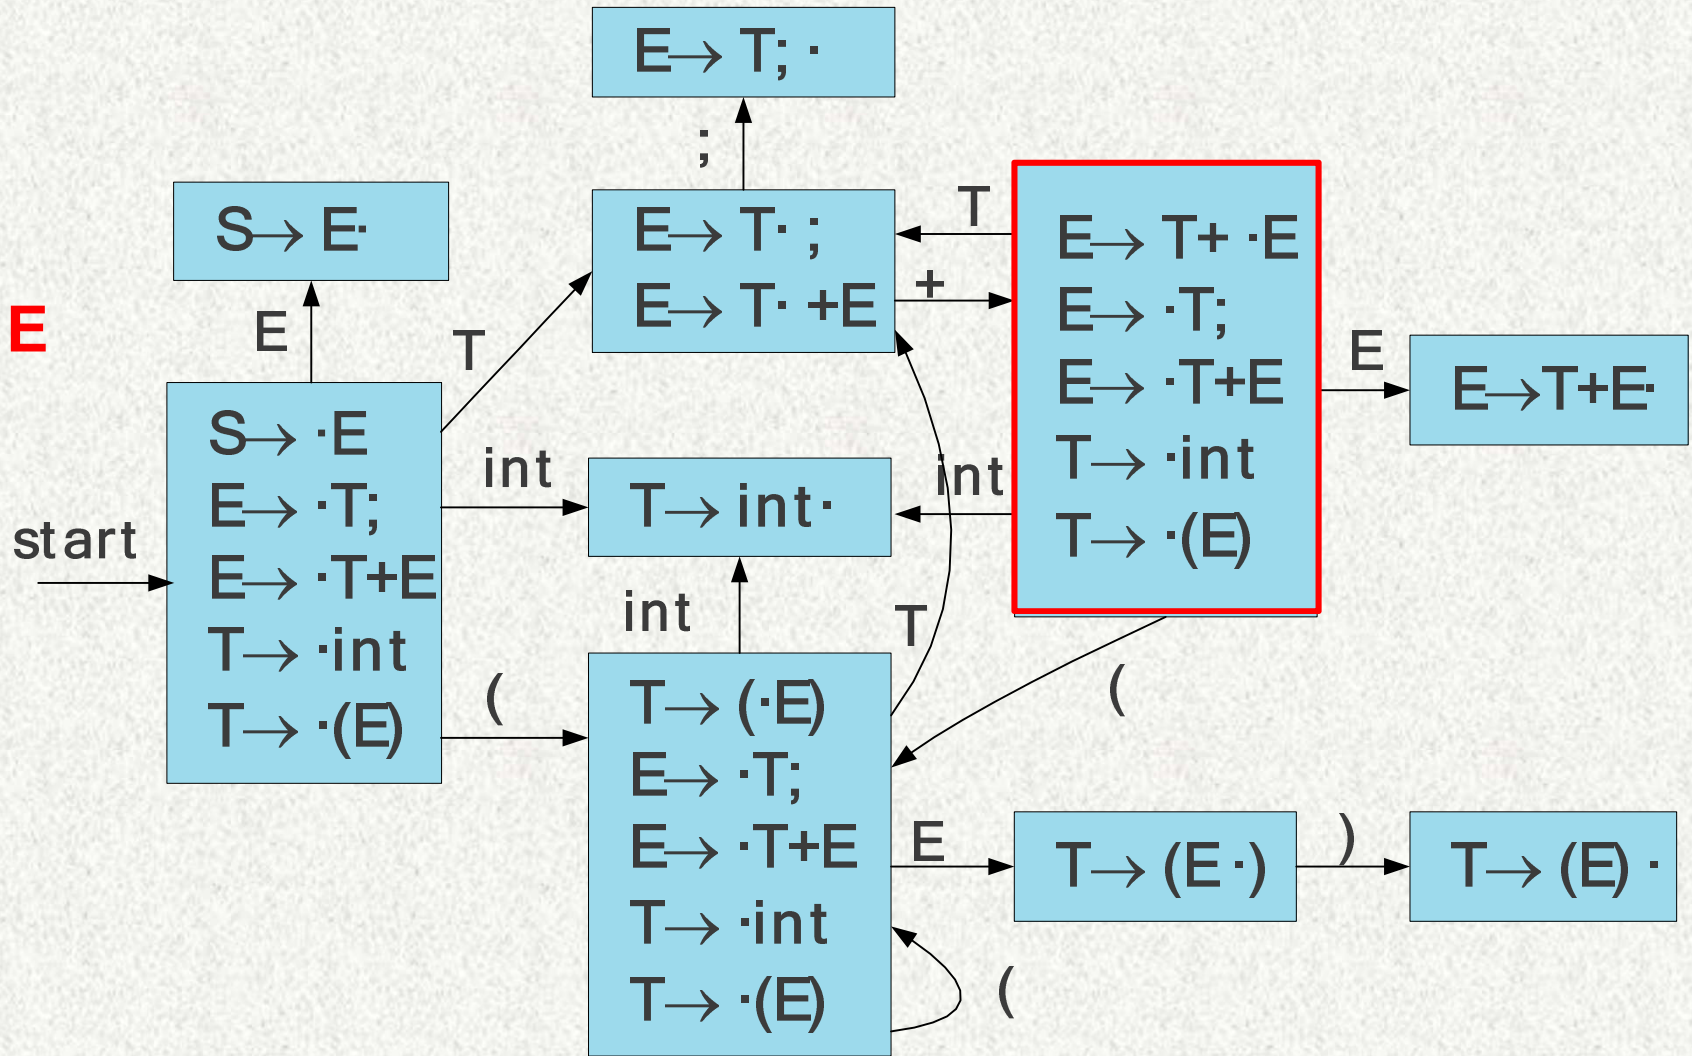 E→ T; ·
;
S→ E·
E→ T· ;
E→ T· +E
T
+
E→ T+ ·E
E→ ·T;
E→ ·T+E
T→ ·int
T→ ·(E)
E
E
T
E
E→T+E·
start
S→ ·E
E→ ·T;
E→ ·T+E
T→ ·int
T→ ·(E)
int
T→ int ·
int
int
T
(
(
T→ (·E)
E→ ·T;
E→ ·T+E
T→ ·int
T→ ·(E)
E
T→ (E ·)
)
T→ (E) ·
(